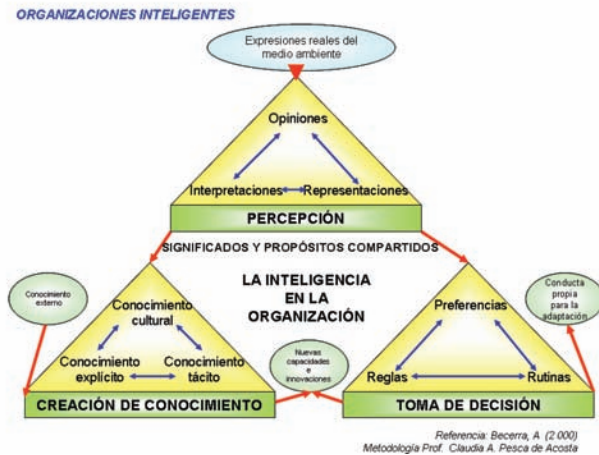 ORGANIZACIONES INTELIGENTES
Expresiones reales del
medio ambiente
Opiniones
Interpretaciones
Representaciones
PERCEPCIÓN
SIGNIFICADOS Y PROPÓSITOS COMPARTIDOS
Conocimiento
externo
LA INTELIGENCIA
EN LA
ORGANIZACIÓN
Conducta
propia
para la
adaptación
Conocimiento
cultural
Conocimiento
explícito
Conocimiento
tácito
Nuevas
capacidades
e
innovaciones
Preferencias
Reglas
Rutinas
CREACIÓN DE CONOCIMIENTO
TOMA DE DECISIÓN
Referencia: Becerra, A (2.000)
Metodología Prof. Claudia A. Pesca de Acosta